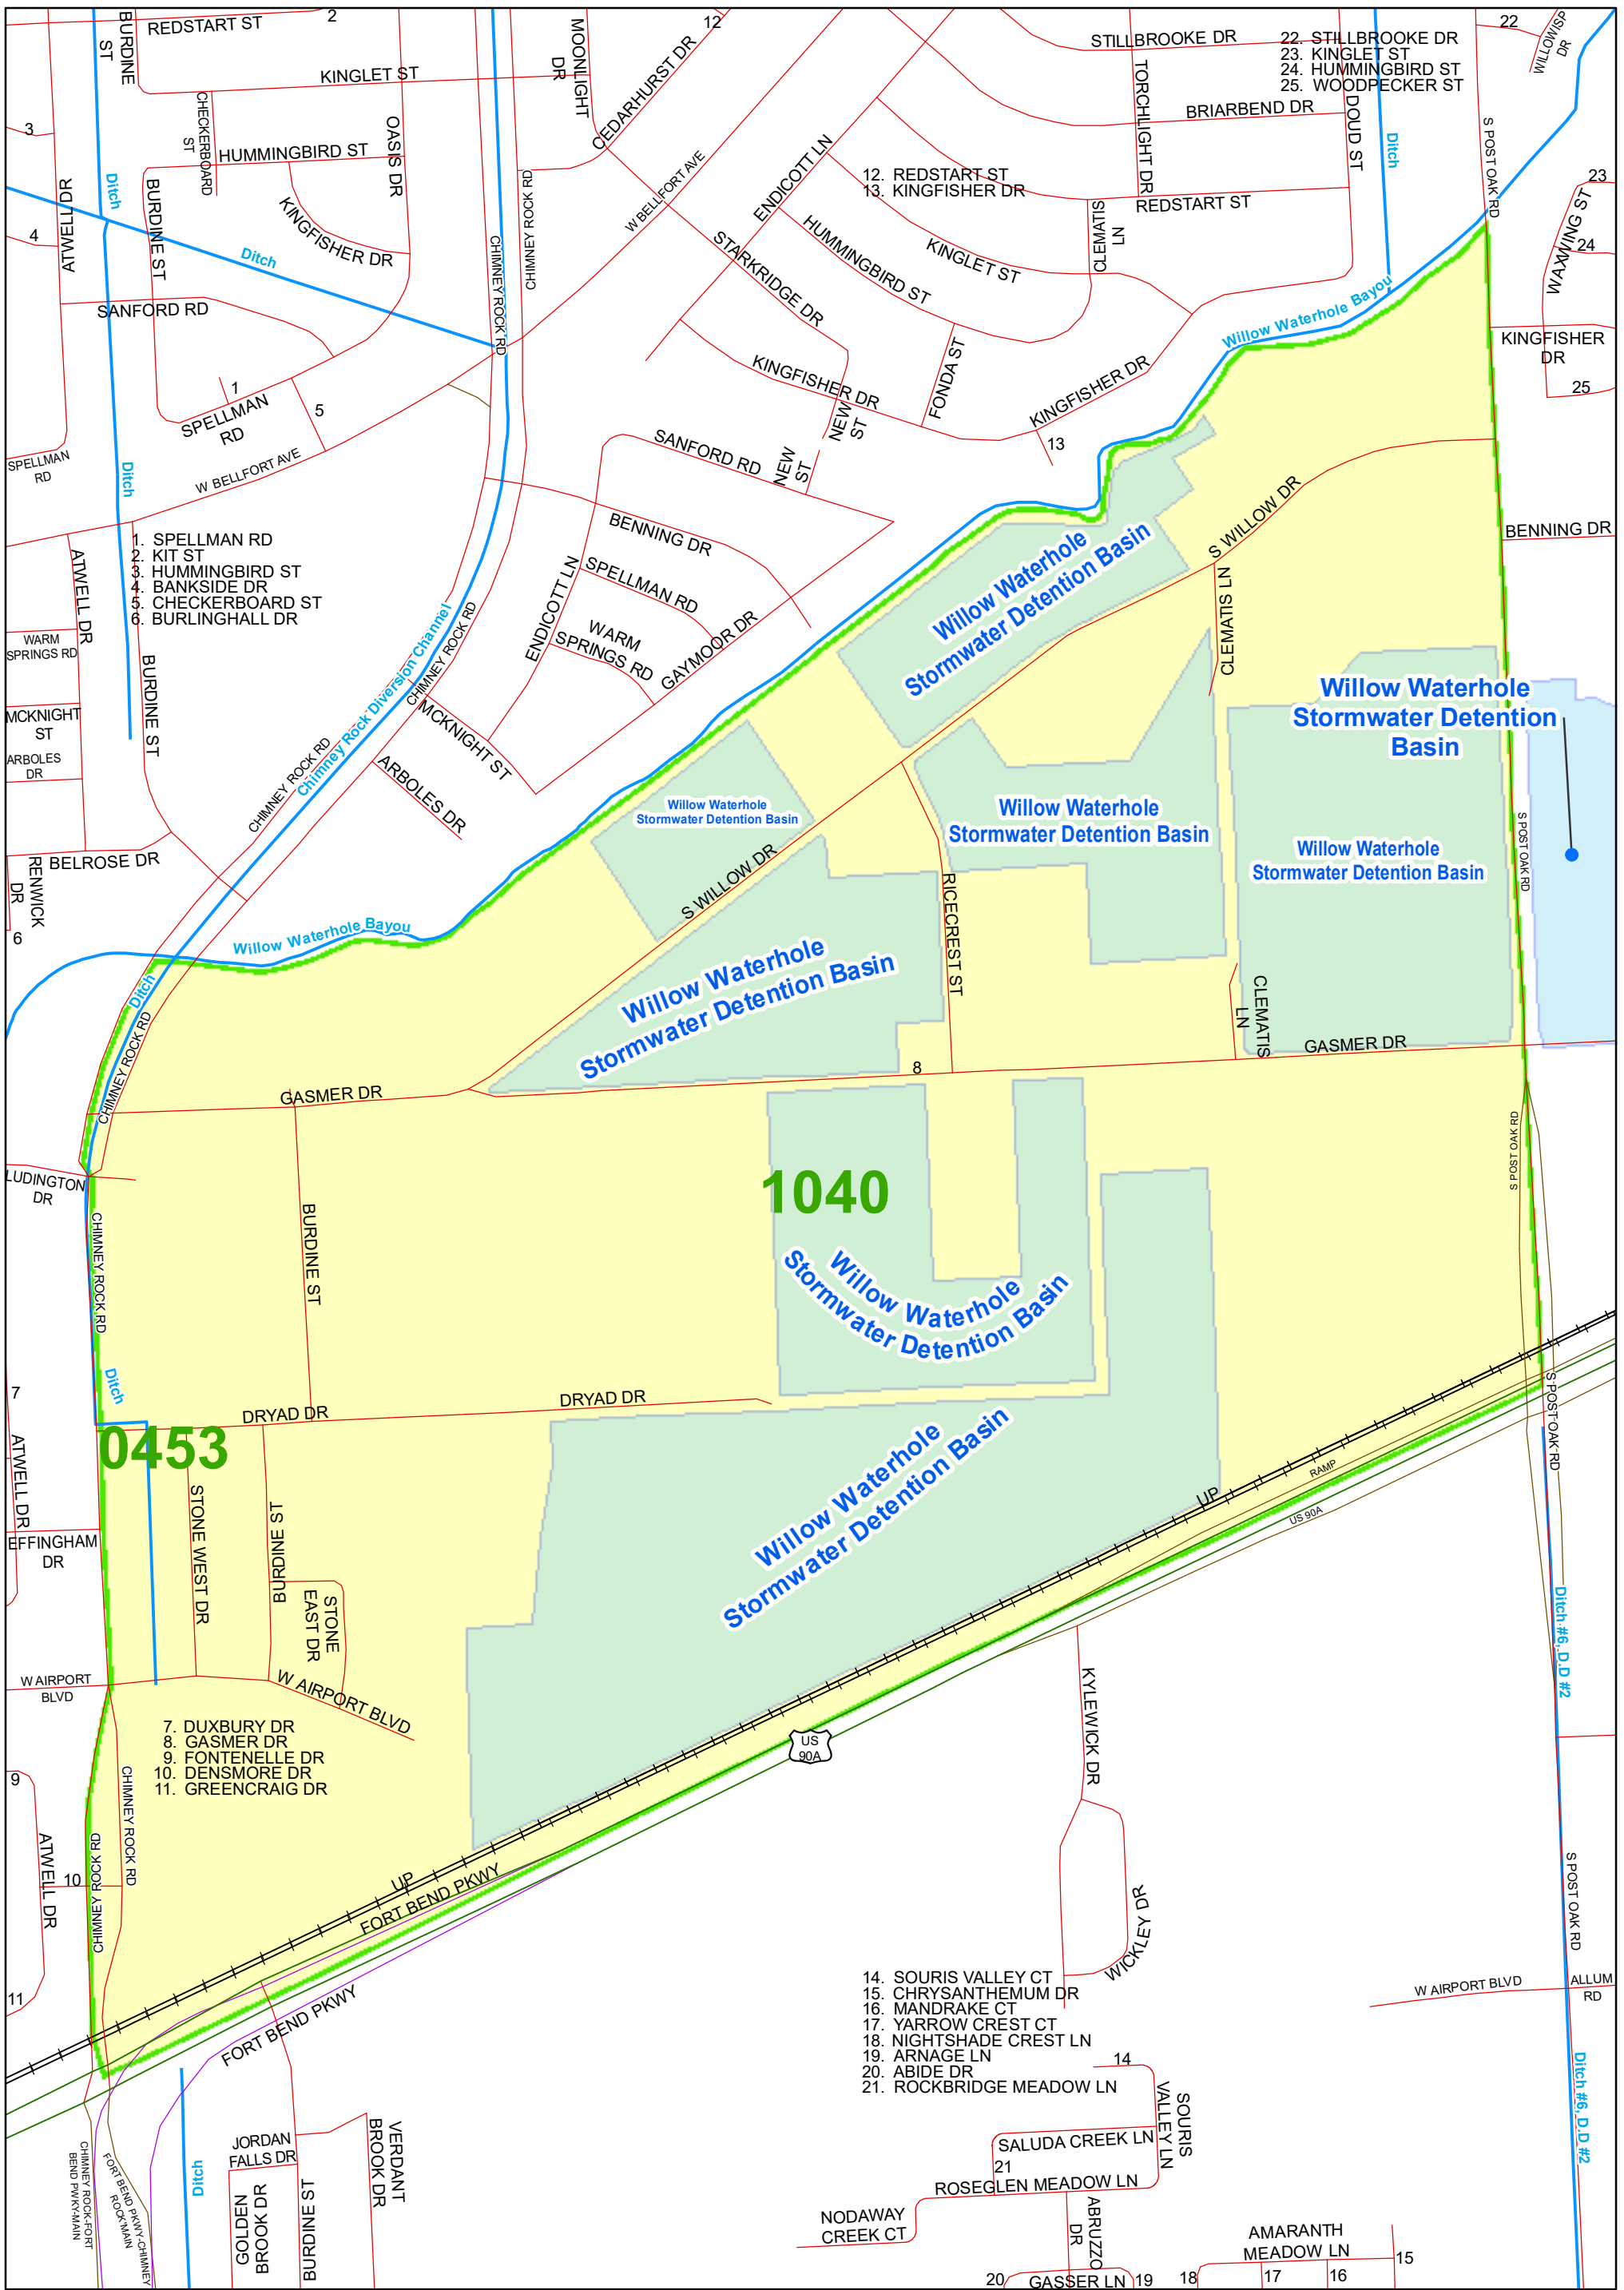 REDSTART ST
2
BURDINE
ST
KINGLET ST
MOONLIGHT
DR
12
CEDARHURST DR
STILLBROOKE DR
22. STILLBROOKE DR
23. KINGLET ST
24. HUMMINGBIRD ST
25. WOODPECKER ST
22
WILLOWISP
DR
3
CHECKERBOARD
ST
HUMMINGBIRD ST
OASIS DR
ATWELL DR
Ditch
BURDINE ST
KINGFISHER DR
4
Ditch
SANFORD RD
CHIMNEY ROCK RD
CHIMNEY ROCK RD
W BELLFORT AVE
ENDICOTT LN
TORCHLIGHT DR
BRIARBEND DR
DOUD ST
Ditch
S POST OAK RD
12. REDSTART ST
13. KINGFISHER DR
REDSTART ST
CLEMATIS
LN
KINGLET ST
HUMMINGBIRD ST
STARKRIDGE DR
23
WAXWING ST
24
KINGFISHER
DR
25
Willow Waterhole Bayou
KINGFISHER DR
FONDA ST
KINGFISHER DR
NEW
ST
NEW
ST
13
SANFORD RD
1
SPELLMAN
RD
5
SPELLMAN
RD
Ditch
W BELLFORT AVE
1. SPELLMAN RD
2. KIT ST
3. HUMMINGBIRD ST
4. BANKSIDE DR
5. CHECKERBOARD ST
6. BURLINGHALL DR
ATWELL DR
WARM
SPRINGS RD
BURDINE ST
MCKNIGHT
ST
ARBOLES
DR
BENNING DR
SPELLMAN RD
ENDICOTT LN
WARM
SPRINGS RD
GAYMOOR DR
MCKNIGHT ST
ARBOLES DR
CHIMNEY ROCK RD
Chimney Rock Diversion Channel
CHIMNEY ROCK RD
S WILLOW DR
BENNING DR
CLEMATIS LN
Willow Waterhole
Stormwater Detention Basin
Willow Waterhole
Stormwater Detention
Basin
Willow Waterhole
Stormwater Detention Basin
Willow Waterhole
Stormwater Detention Basin
Willow Waterhole
Stormwater Detention Basin
S POST OAK RD
BELROSE DR
RENWICK
DR
6
Willow Waterhole Bayou
S WILLOW DR
RICECREST ST
Willow Waterhole
Stormwater Detention Basin
CLEMATIS
LN
GASMER DR
Ditch
CHIMNEY ROCK RD
GASMER DR
8
S POST OAK RD
LUDINGTON
DR
CHIMNEY ROCK RD
BURDINE ST
1040
Willow Waterhole
Stormwater Detention Basin
7
Ditch
DRYAD DR
DRYAD DR
0453
S POST OAK RD
ATWELL DR
EFFINGHAM
DR
STONE WEST DR
BURDINE ST
STONE
EAST DR
Willow Waterhole
Stormwater Detention Basin
UP
RAMP
US 90A
Ditch #6, D.D #2
W AIRPORT
BLVD
W AIRPORT BLVD
7. DUXBURY DR
8. GASMER DR
9. FONTENELLE DR
10. DENSMORE DR
11. GREENCRAIG DR
US
90A
KYLEWICK DR
9
CHIMNEY ROCK RD
ATWELL DR
10
CHIMNEY ROCK RD
UP
FORT BEND PKWY
WICKLEY DR
S POST OAK RD
11
FORT BEND PKWY
14. SOURIS VALLEY CT
15. CHRYSANTHEMUM DR
16. MANDRAKE CT
17. YARROW CREST CT
18. NIGHTSHADE CREST LN
19. ARNAGE LN
20. ABIDE DR
21. ROCKBRIDGE MEADOW LN
W AIRPORT BLVD
ALLUM
RD
Ditch #6, D.D #2
14
SOURIS
VALLEY LN
SALUDA CREEK LN
21
ROSEGLEN MEADOW LN
NODAWAY
CREEK CT
ABRUZZO
DR
AMARANTH
MEADOW LN
15
20
GASSER LN
19
18
17
16
CHIMNEY ROCK-FORT
BEND PWKY-MAIN
FORT BEND PKWY-CHIMNEY
ROCK MAIN
Ditch
JORDAN
FALLS DR
GOLDEN
BROOK DR
BURDINE ST
VERDANT
BROOK DR